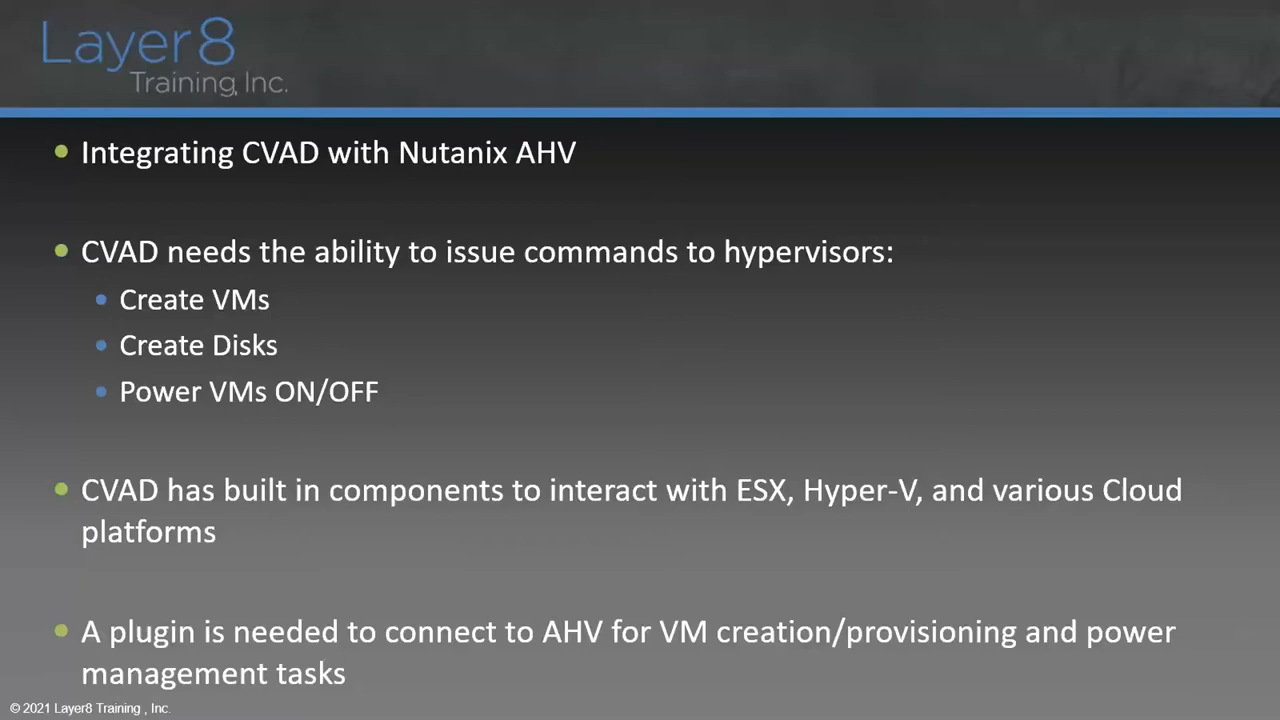 Layer8
Training, Inc.
Integrating CVAD with Nutanix AHV
CVAD needs the ability to issue commands to hypervisors:
Create VMs
Create Disks
Power VMs ON/OFF
CVAD has built in components to interact with ESX, Hyper-V, and various Cloud
platforms
A plugin is needed to connect to AHV for VM creation/provisioning and power
management tasks
© 2021 Layer8 Training , Inc.